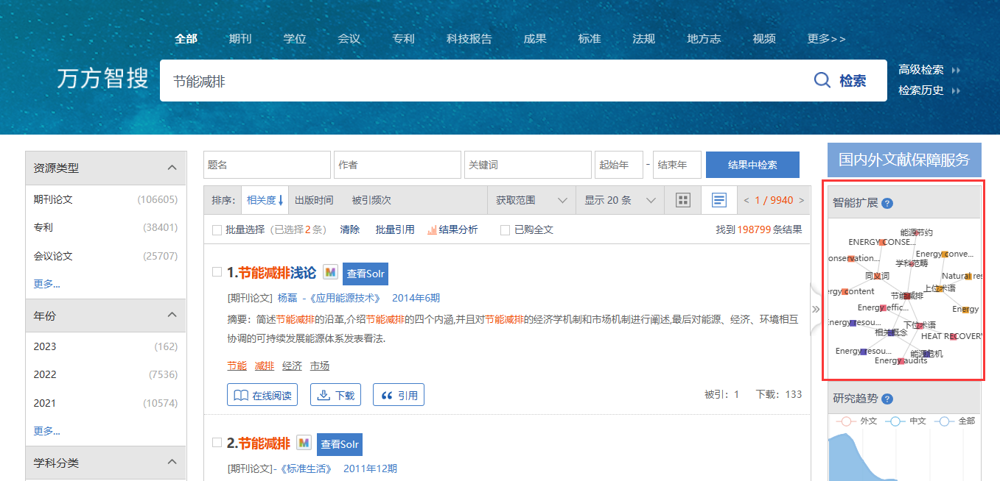 全部 期刊 学位 会议 专利 科技报告 成果 标准 法规 地方志 视频 更多>>
万方智搜
节能减排
检索
高级检索
检索历史
资源类型
期刊论文 (106605)
专利 (38401)
会议论文 (25707)
更多...
年份
2023 (162)
2022 (7536)
2021 (10574)
更多...
学科分类
题名 作者 关键词 起始年 - 结束年 结果中检索
排序: 相关度 出版时间 被引频次 获取范围 显示 20 条 < 1 / 9940 >
批量选择 (已选择2条) 清除 批量引用 结果分析 已购全文 找到198799条结果
1.节能减排浅论 M 查看Solr
[期刊论文] 杨磊 -《应用能源技术》 2014年6期
摘要：简述节能减排的沿革,介绍节能减排的四个内涵,并且对节能减排的经济学机制和市场机制进行阐述,最后对能源、经济、环境相互
协调的可持续发展能源体系发表看法.
节能 减排 经济 市场
在线阅读 下载 引用 被引：1 下载：133
2.节能减排 M 查看Solr
[期刊论文]-《标准生活》 2011年12期
国内外文献保障服务
智能扩展 ?
能源节约
ENERGY CONSE...
Energy conve...
onservation...
学科范畴
同义词
Natural res
上位术语
rgy content
节能减排
Energy effic...
Energy
Energy resou...
下位术语
相关概念
HEAT RECOVERY
Energy resou...
能源危机
Energy audits
研究趋势 ?
外文 中文 全部